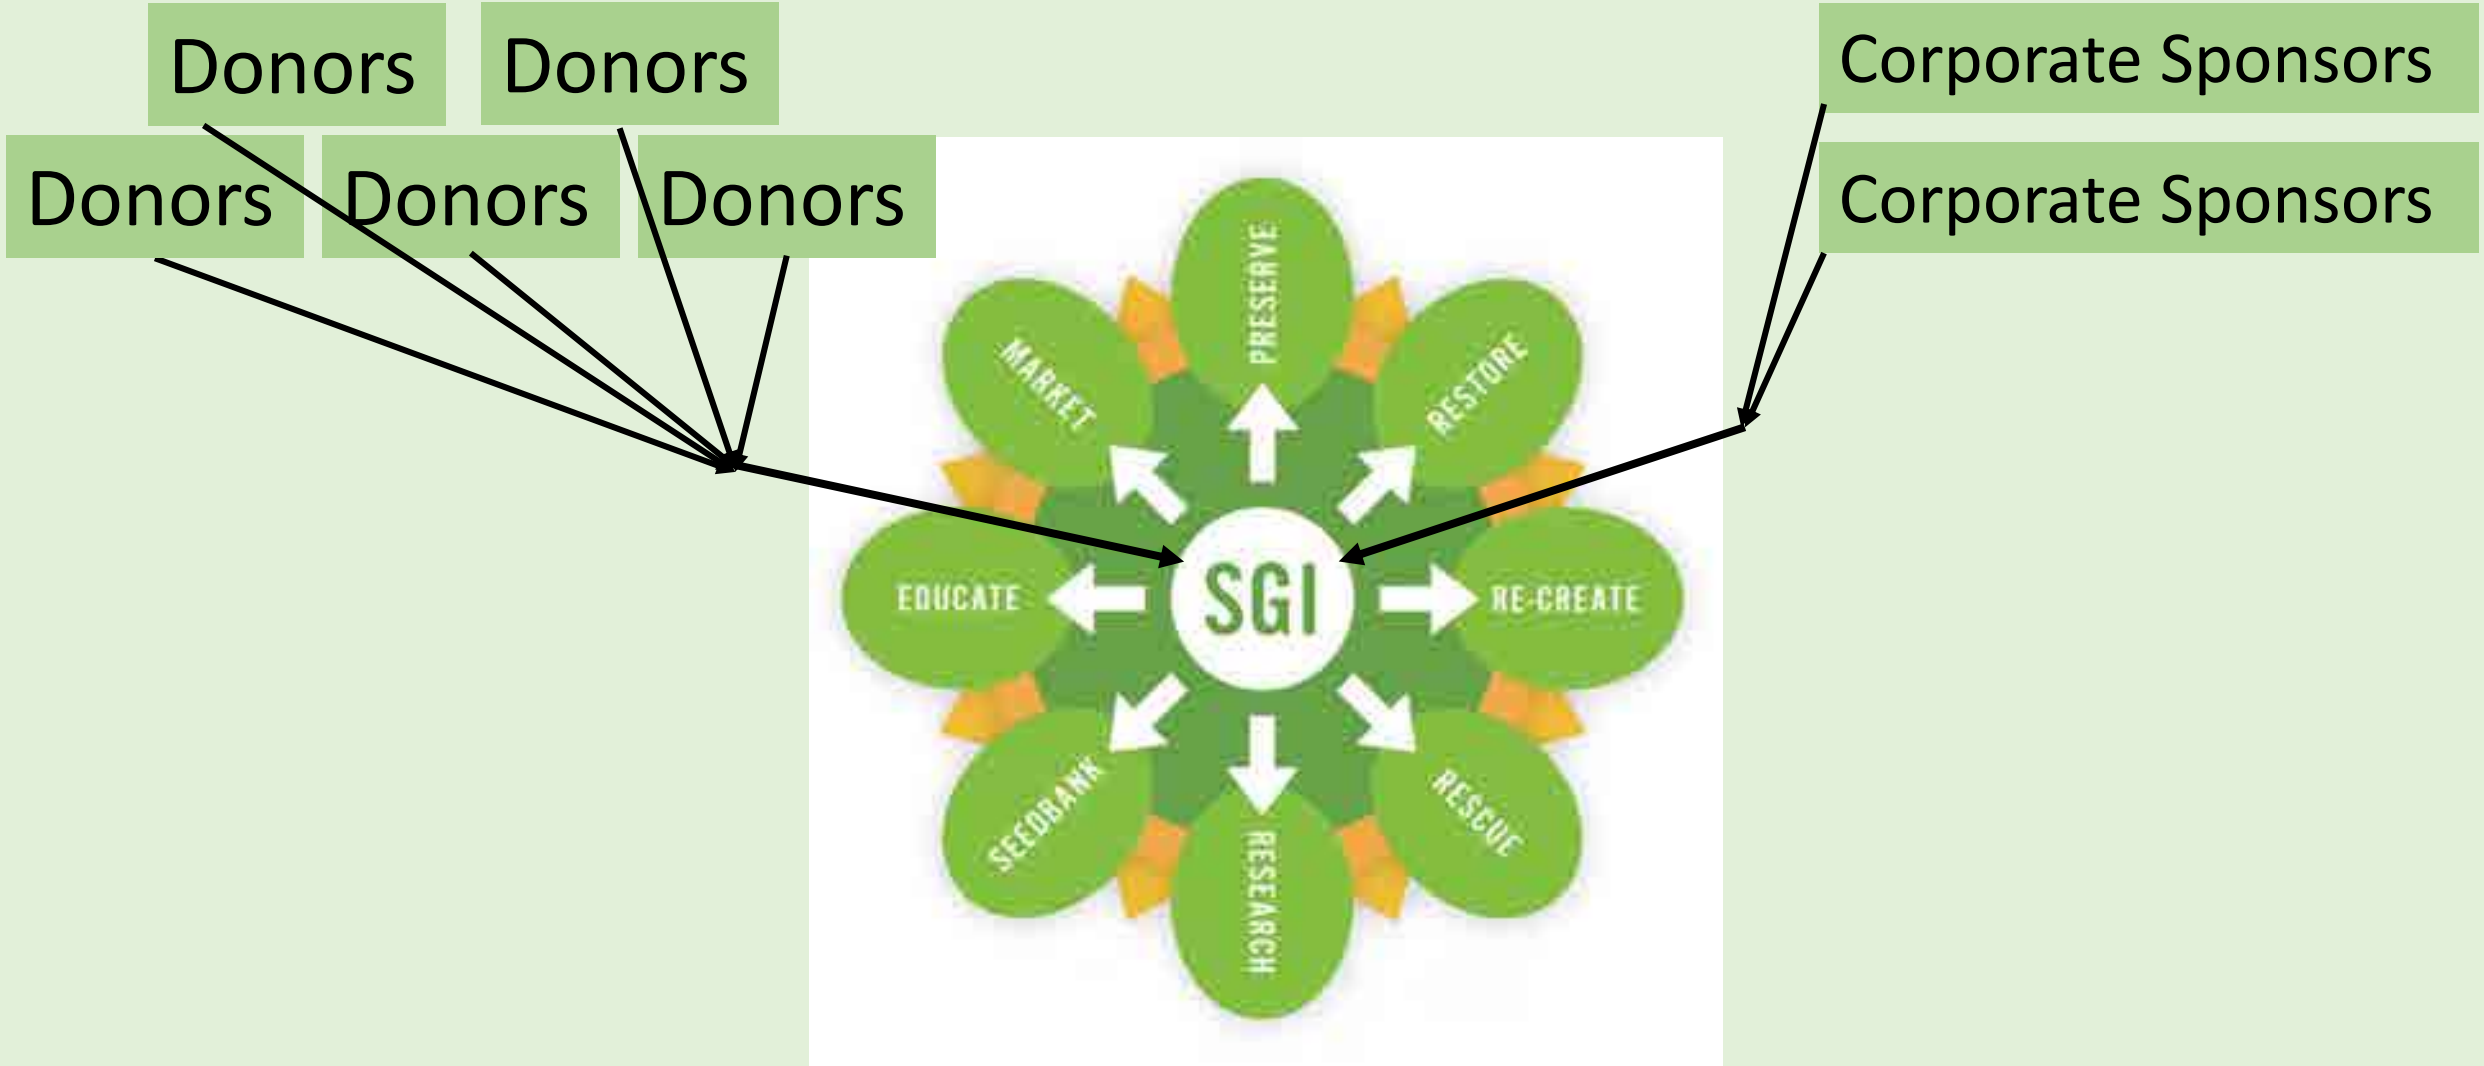 Donors
Donors
Corporate Sponsors
Donors
Donors
Donors
Corporate Sponsors
PRESERVE
MARKET
RESTORE
EDUCATE
SGI
RE-CREATE
SEEDBANK
RESCUE
RESEARCH